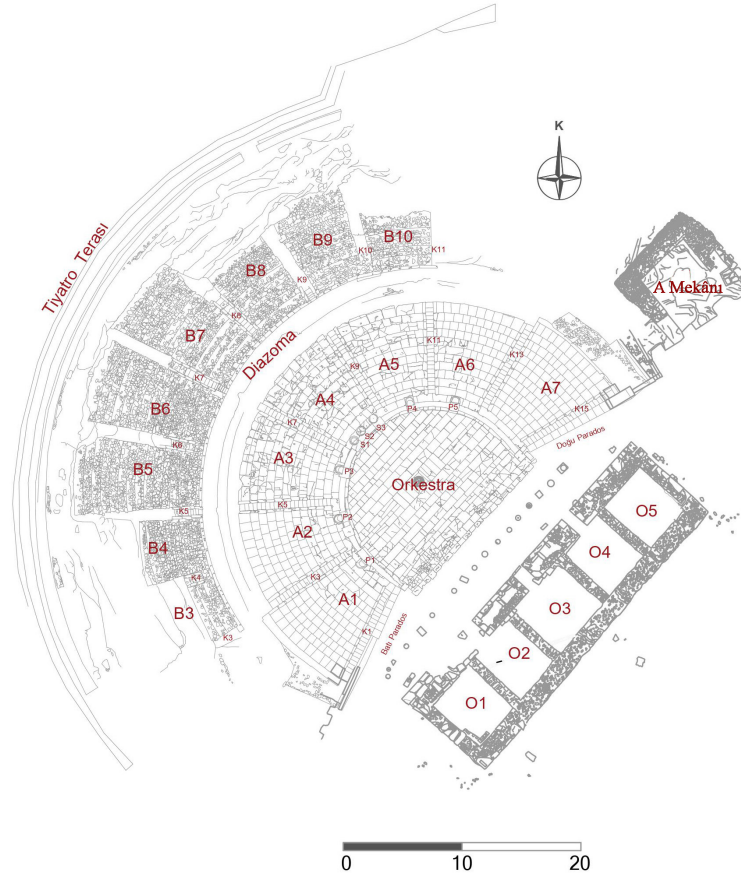 K
Tiyatro Terası
B9
B10
K10
K11
B8
K9
A Mekânı
B7
K8
Diazoma
K11
A5
A6
K13
K9
A7
K7
B6
A4
K7
P4
P5
K15
S3
S2
S1
Doğu Parados
K6
A3
P3
B5
Orkestra
O5
K5
K5
A2
P2
B4
O4
P1
K4
K3
A1
O3
B3
K1
K3
Batı Parados
O2
O1
0 10 20